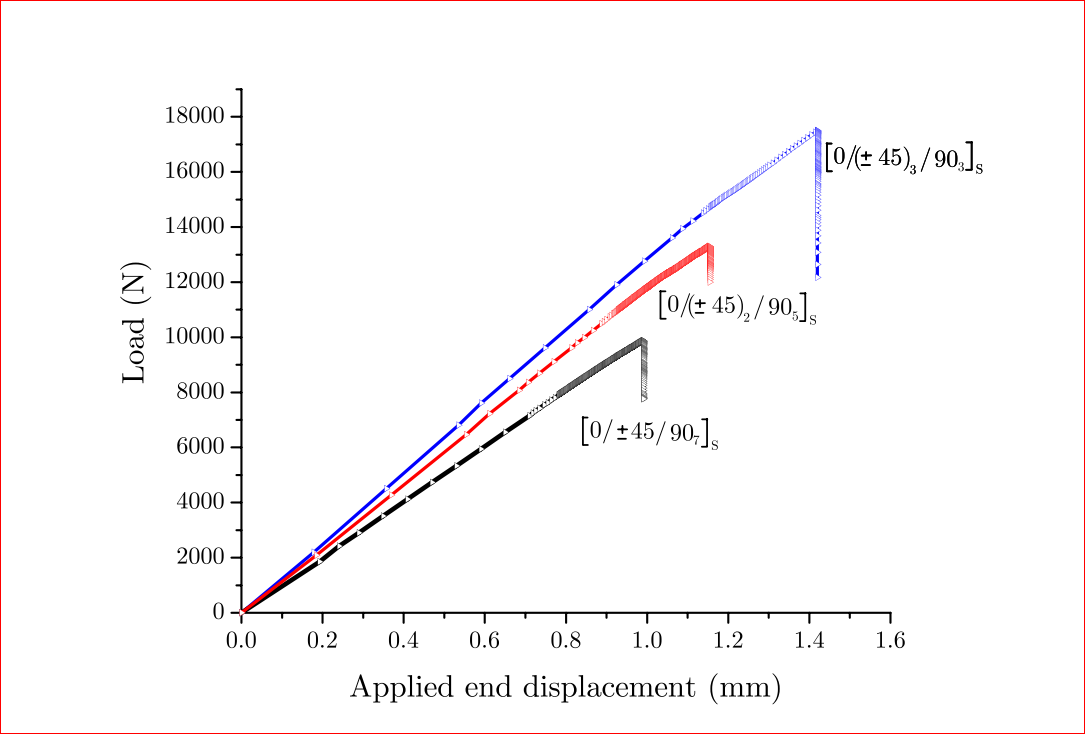 18000
16000
14000
12000
10000
8000
6000
4000
2000
0
0.0 0.2 0.4 0.6 0.8 1.0 1.2 1.4 1.6
Load (N)
Applied end displacement (mm)
[0/(± 45)₃/90₃]S
[0/(± 45)₂/90₅]S
[0/±45/90₇]S